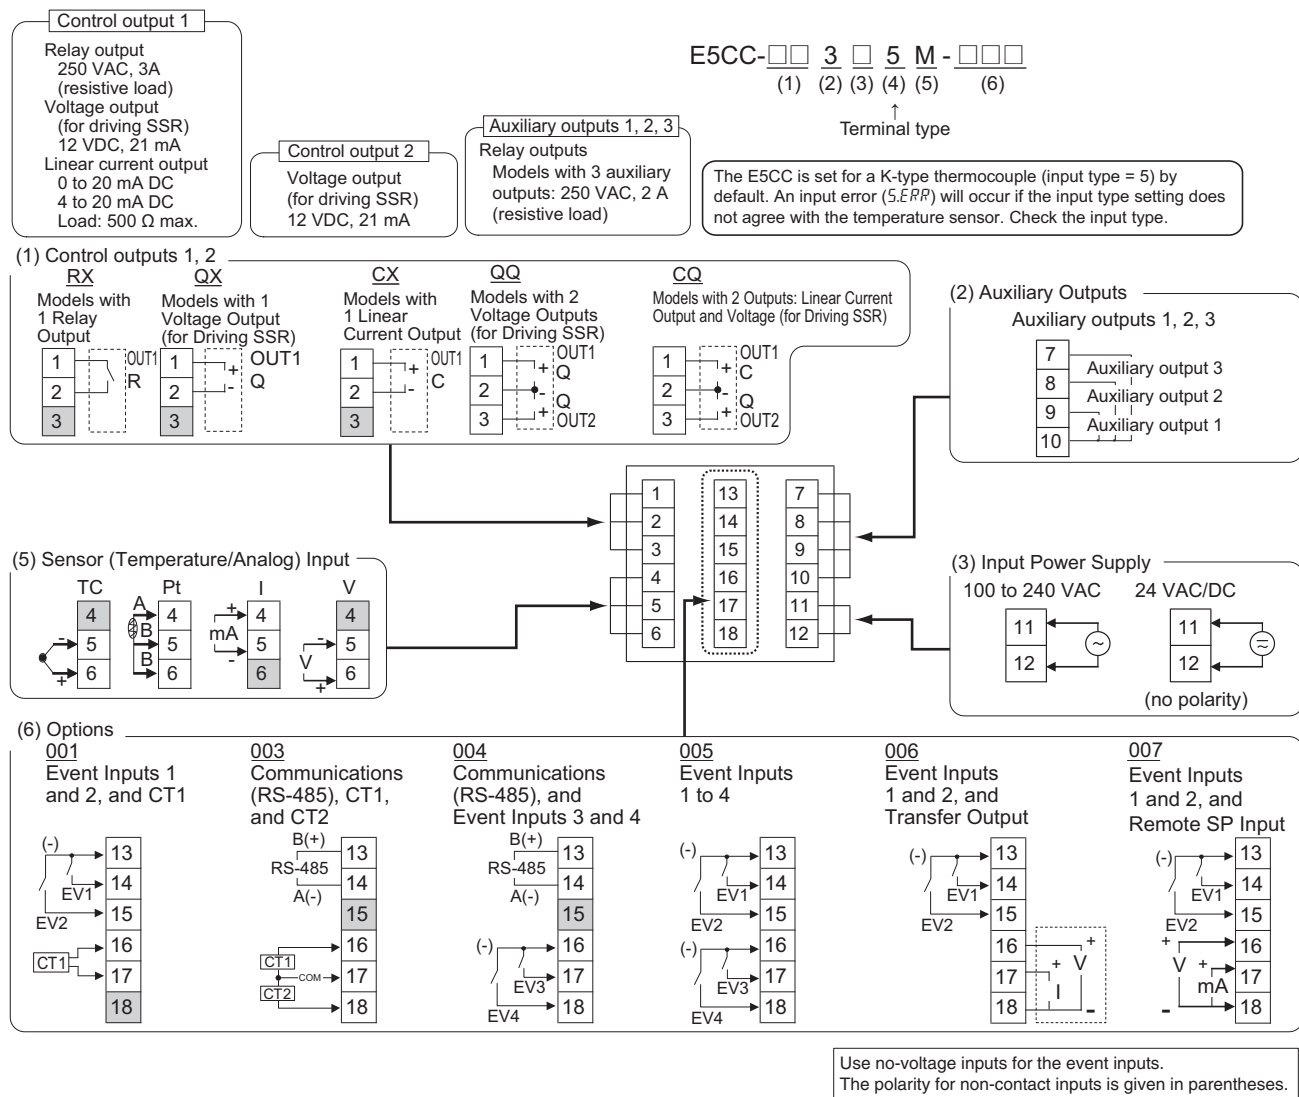 Control output 1
Relay output
250 VAC, 3A
(resistive load)
Voltage output
(for driving SSR)
12 VDC, 21 mA
Linear current output
0 to 20 mA DC
4 to 20 mA DC
Load: 500 Ω max.
Control output 2
Voltage output
(for driving SSR)
12 VDC, 21 mA
Auxiliary outputs 1, 2, 3
Relay outputs
Models with 3 auxiliary
outputs: 250 VAC, 2 A
(resistive load)
E5CC-□□ 3 □ 5 M - □□□
(1) (2) (3) (4) (5) (6)
↑
Terminal type
The E5CC is set for a K-type thermocouple (input type = 5) by
default. An input error (S.ERR) will occur if the input type setting does
not agree with the temperature sensor. Check the input type.
(1) Control outputs 1, 2
RX
Models with
1 Relay
Output
1
2
3
OUT1
R
QX
Models with 1
Voltage Output
(for Driving SSR)
1
2
3
+
-
OUT1
Q
CX
Models with
1 Linear
Current Output
1
2
3
+
-
OUT1
C
QQ
Models with 2
Voltage Outputs
(for Driving SSR)
1
2
3
OUT1
+ Q
-
Q
+
OUT2
CQ
Models with 2 Outputs: Linear Current
Output and Voltage (for Driving SSR)
1
2
3
OUT1
+ C
-
Q
+
OUT2
(2) Auxiliary Outputs
Auxiliary outputs 1, 2, 3
7
8
9
10
Auxiliary output 3
Auxiliary output 2
Auxiliary output 1
1
2
3
4
5
6
13
14
15
16
17
18
7
8
9
10
11
12
(5) Sensor (Temperature/Analog) Input
TC
4
5
6
-
+
Pt
A
B
B
4
5
6
I
+
mA
-
4
5
6
V
-
V
+
4
5
6
(3) Input Power Supply
100 to 240 VAC
11
12
~
24 VAC/DC
11
12
(no polarity)
(6) Options
001
Event Inputs 1
and 2, and CT1
(-)
EV1
EV2
CT1
13
14
15
16
17
18
003
Communications
(RS-485), CT1,
and CT2
B(+)
RS-485
A(-)
CT1
COM
CT2
13
14
15
16
17
18
004
Communications
(RS-485), and
Event Inputs 3 and 4
B(+)
RS-485
A(-)
(-)
EV3
EV4
13
14
15
16
17
18
005
Event Inputs
1 to 4
(-)
EV1
EV2
(-)
EV3
EV4
13
14
15
16
17
18
006
Event Inputs
1 and 2, and
Transfer Output
(-)
EV1
EV2
13
14
15
16
17
18
+
+ V
I
-
007
Event Inputs
1 and 2, and
Remote SP Input
(-)
EV1
EV2
+
V +
mA
-
13
14
15
16
17
18
Use no-voltage inputs for the event inputs.
The polarity for non-contact inputs is given in parentheses.